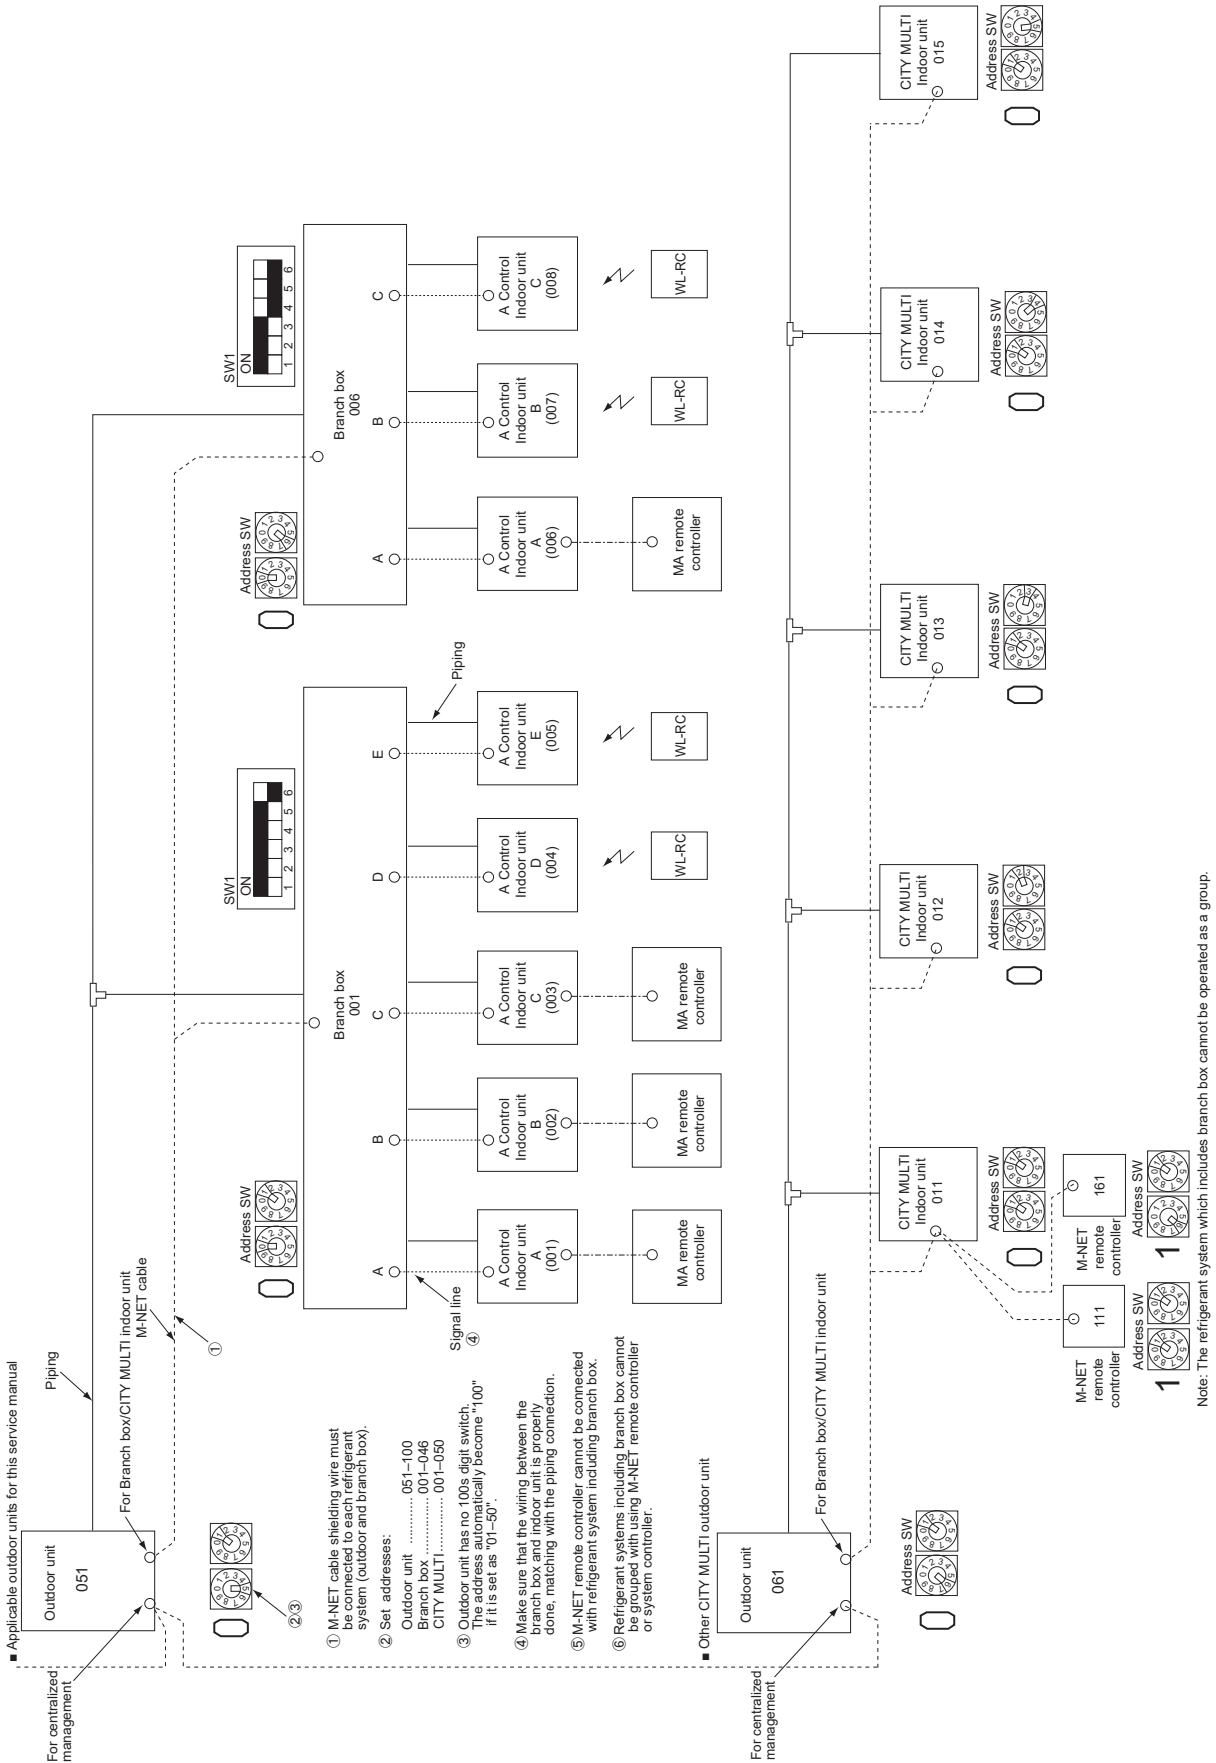 ■ Applicable outdoor units for this service manual
Piping
Outdoor unit
051
For centralized
management
For Branch box/CITY MULTI indoor unit
M-NET cable
①
②③
SW1
ON
1 2 3 4 5 6
Address SW
0
Branch box
001
A
B
C
D
E
Signal line
④
Piping
A Control
Indoor unit
A
(001)
A Control
Indoor unit
B
(002)
A Control
Indoor unit
C
(003)
A Control
Indoor unit
D
(004)
A Control
Indoor unit
E
(005)
MA remote
controller
MA remote
controller
MA remote
controller
WL-RC
WL-RC
SW1
ON
1 2 3 4 5 6
Address SW
0
Branch box
006
A
B
C
A Control
Indoor unit
A
(006)
A Control
Indoor unit
B
(007)
A Control
Indoor unit
C
(008)
MA remote
controller
WL-RC
WL-RC
① M-NET cable shielding wire must
be connected to each refrigerant
system (outdoor and branch box).
② Set addresses:
Outdoor unit .......... 051–100
Branch box............ 001–046
CITY MULTI.......... 001–050
③ Outdoor unit has no 100s digit switch.
The address automatically become "100"
if it is set as "01–50".
④ Make sure that the wiring between the
branch box and indoor unit is properly
done, matching with the piping connection.
⑤ M-NET remote controller cannot be connected
with refrigerant system including branch box.
⑥ Refrigerant systems including branch box cannot
be grouped with using M-NET remote controller
or system controller.
■ Other CITY MULTI outdoor unit
Outdoor unit
061
For centralized
management
For Branch box/CITY MULTI indoor unit
Address SW
0
CITY MULTI
Indoor unit
011
Address SW
0
CITY MULTI
Indoor unit
012
Address SW
0
CITY MULTI
Indoor unit
013
Address SW
0
CITY MULTI
Indoor unit
014
Address SW
0
CITY MULTI
Indoor unit
015
Address SW
0
111
M-NET
remote
controller
Address SW
1
161
M-NET
remote
controller
Address SW
1
Note: The refrigerant system which includes branch box cannot be operated as a group.